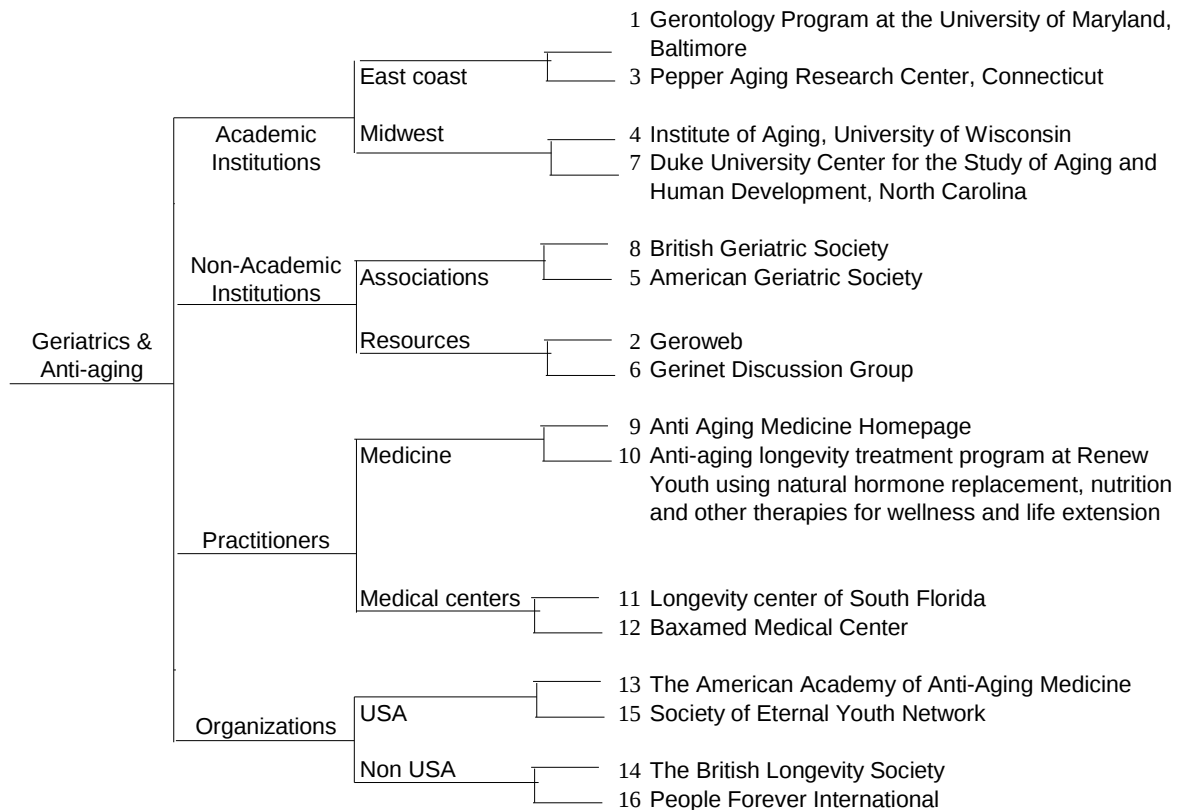 1 Gerontology Program at the University of Maryland,
Baltimore
East coast
3 Pepper Aging Research Center, Connecticut
Academic
Institutions
Midwest
4 Institute of Aging, University of Wisconsin
7 Duke University Center for the Study of Aging and
Human Development, North Carolina
Non-Academic
Institutions
Associations
8 British Geriatric Society
5 American Geriatric Society
Geriatrics &
Anti-aging
Resources
2 Geroweb
6 Gerinet Discussion Group
9 Anti Aging Medicine Homepage
Medicine
10 Anti-aging longevity treatment program at Renew
Youth using natural hormone replacement, nutrition
and other therapies for wellness and life extension
Practitioners
Medical centers
11 Longevity center of South Florida
12 Baxamed Medical Center
13 The American Academy of Anti-Aging Medicine
USA
15 Society of Eternal Youth Network
Organizations
Non USA
14 The British Longevity Society
16 People Forever International